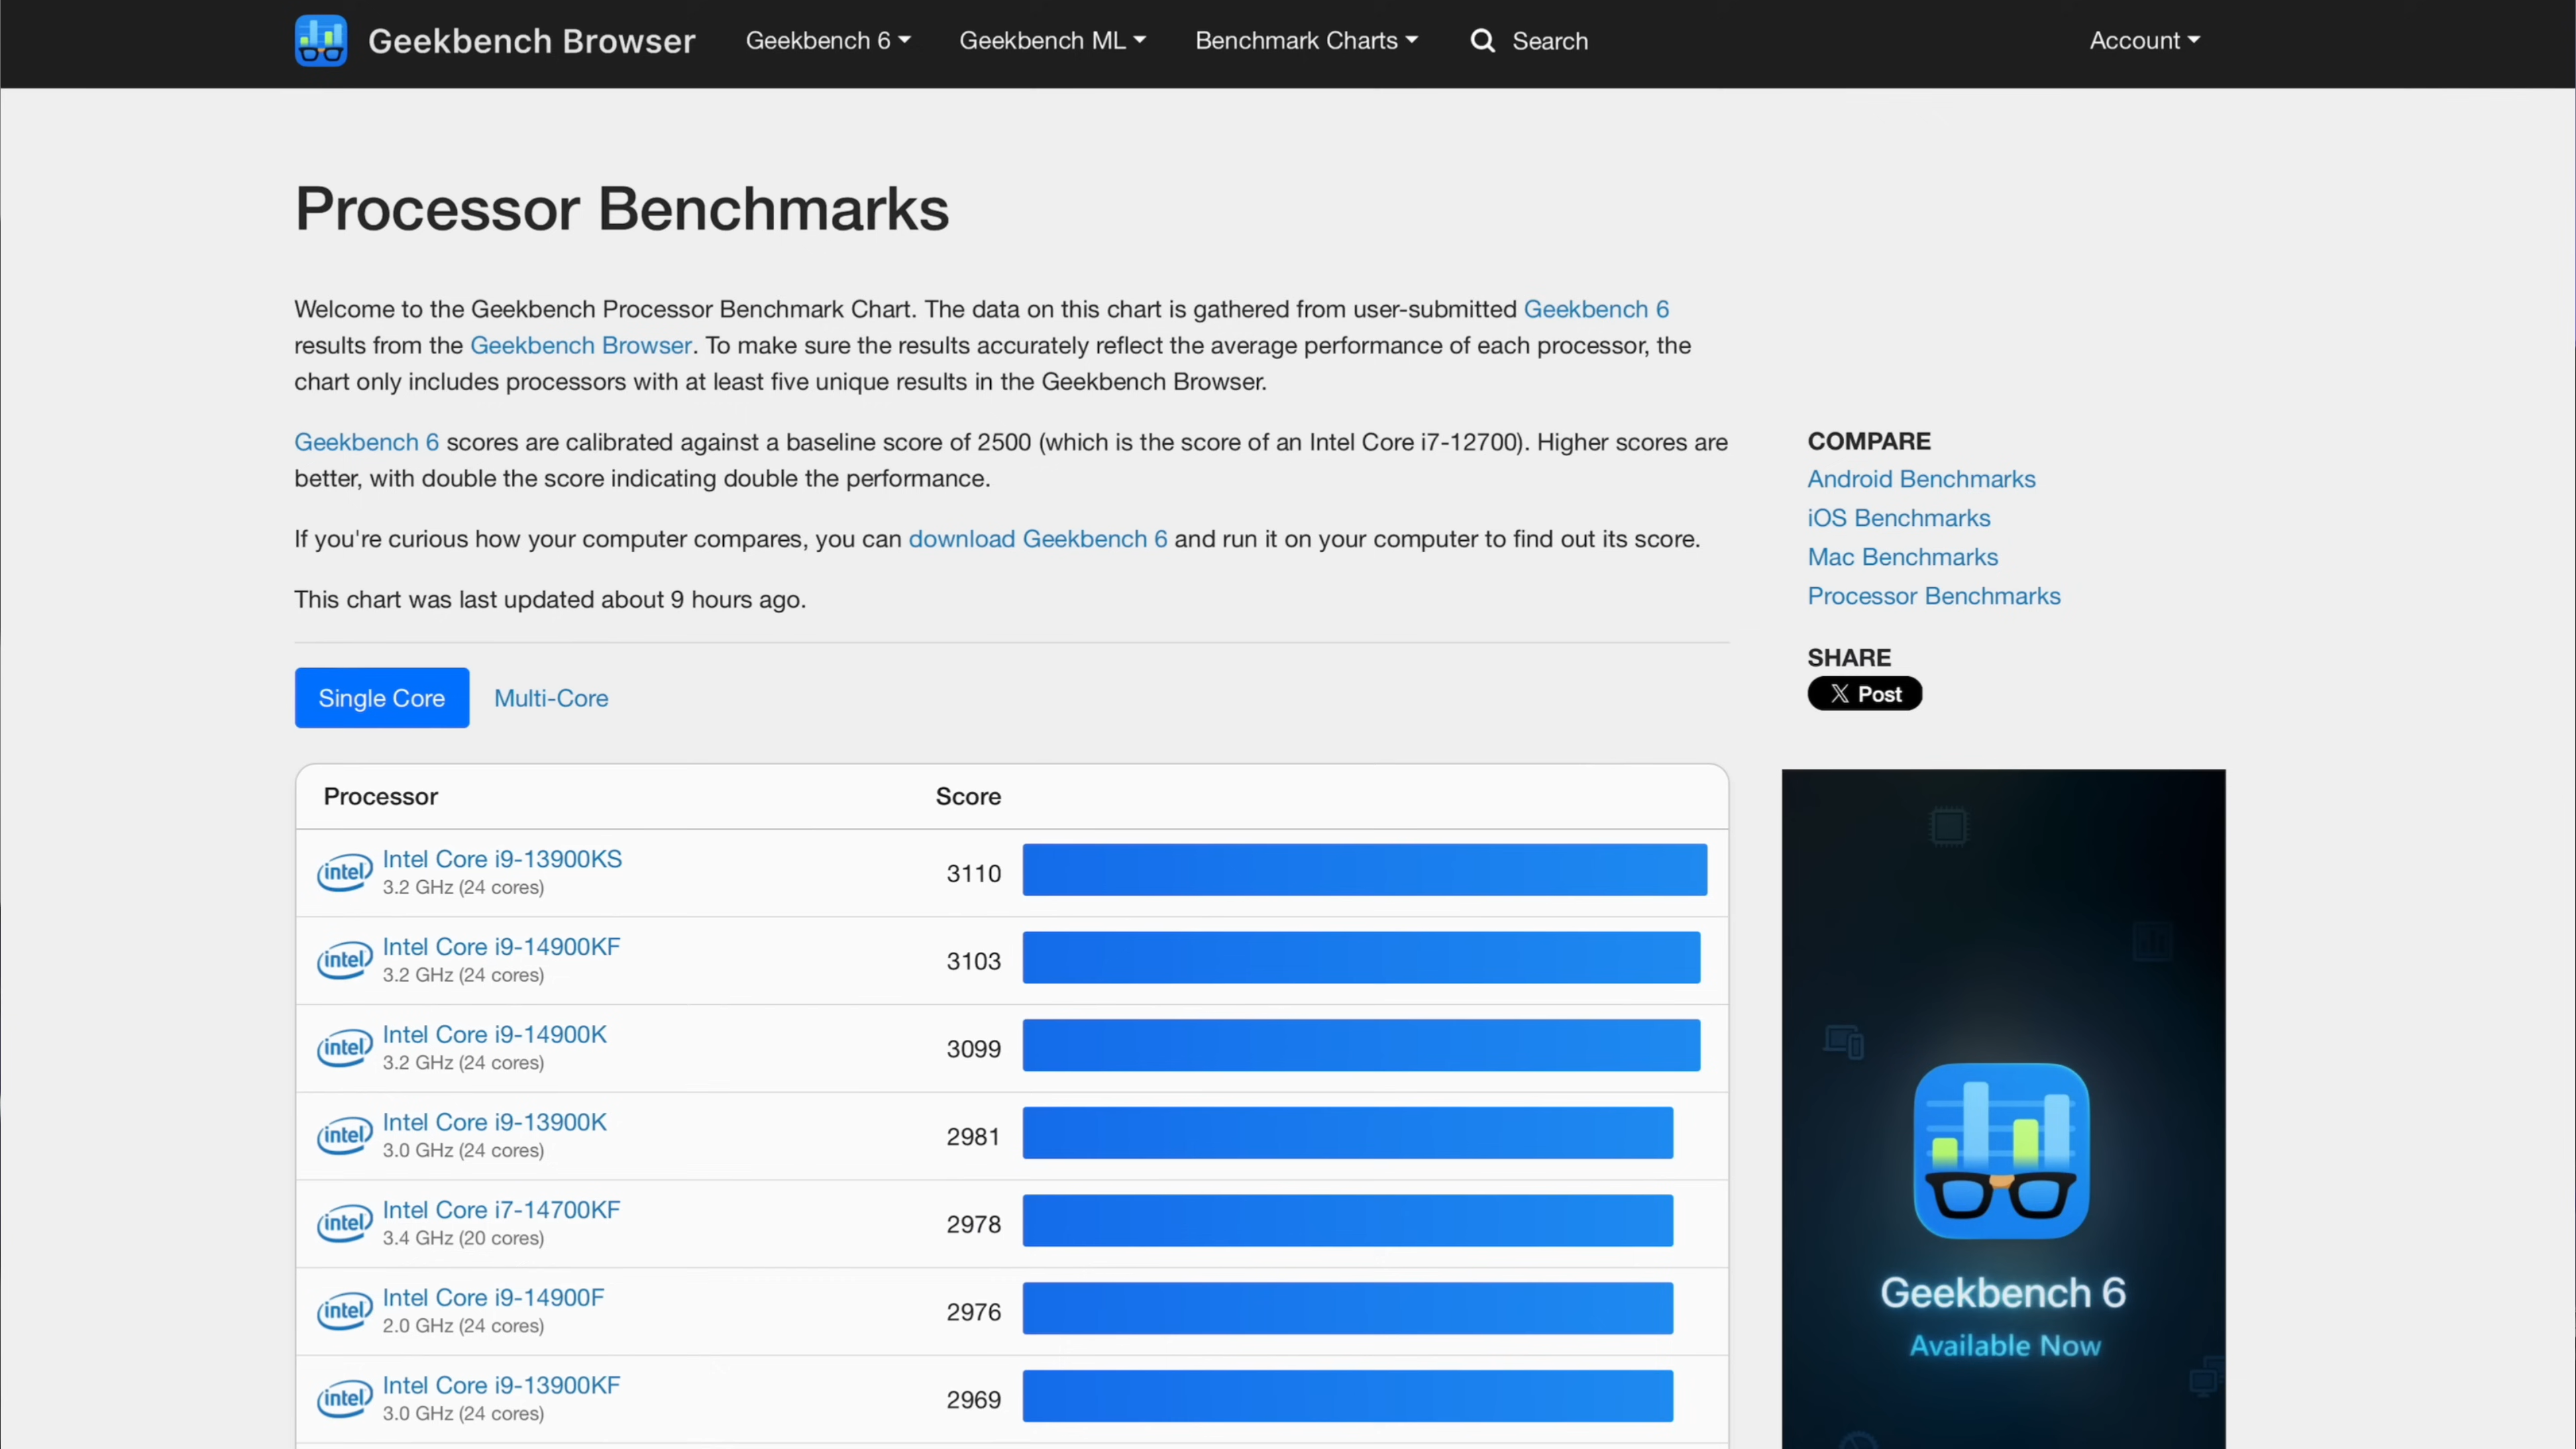 Geekbench Browser
Geekbench 6
Geekbench ML
Benchmark Charts
Search
Account
Processor Benchmarks
Welcome to the Geekbench Processor Benchmark Chart. The data on this chart is gathered from user-submitted Geekbench 6
results from the Geekbench Browser. To make sure the results accurately reflect the average performance of each processor, the
chart only includes processors with at least five unique results in the Geekbench Browser.
Geekbench 6 scores are calibrated against a baseline score of 2500 (which is the score of an Intel Core i7-12700). Higher scores are
better, with double the score indicating double the performance.
If you're curious how your computer compares, you can download Geekbench 6 and run it on your computer to find out its score.
This chart was last updated about 9 hours ago.
Single Core
Multi-Core
Processor
Score
intel
Intel Core i9-13900KS
3.2 GHz (24 cores)
3110
intel
Intel Core i9-14900KF
3.2 GHz (24 cores)
3103
intel
Intel Core i9-14900K
3.2 GHz (24 cores)
3099
intel
Intel Core i9-13900K
3.0 GHz (24 cores)
2981
intel
Intel Core i7-14700KF
3.4 GHz (20 cores)
2978
intel
Intel Core i9-14900F
2.0 GHz (24 cores)
2976
intel
Intel Core i9-13900KF
3.0 GHz (24 cores)
2969
COMPARE
Android Benchmarks
iOS Benchmarks
Mac Benchmarks
Processor Benchmarks
SHARE
X Post
Geekbench 6
Available Now